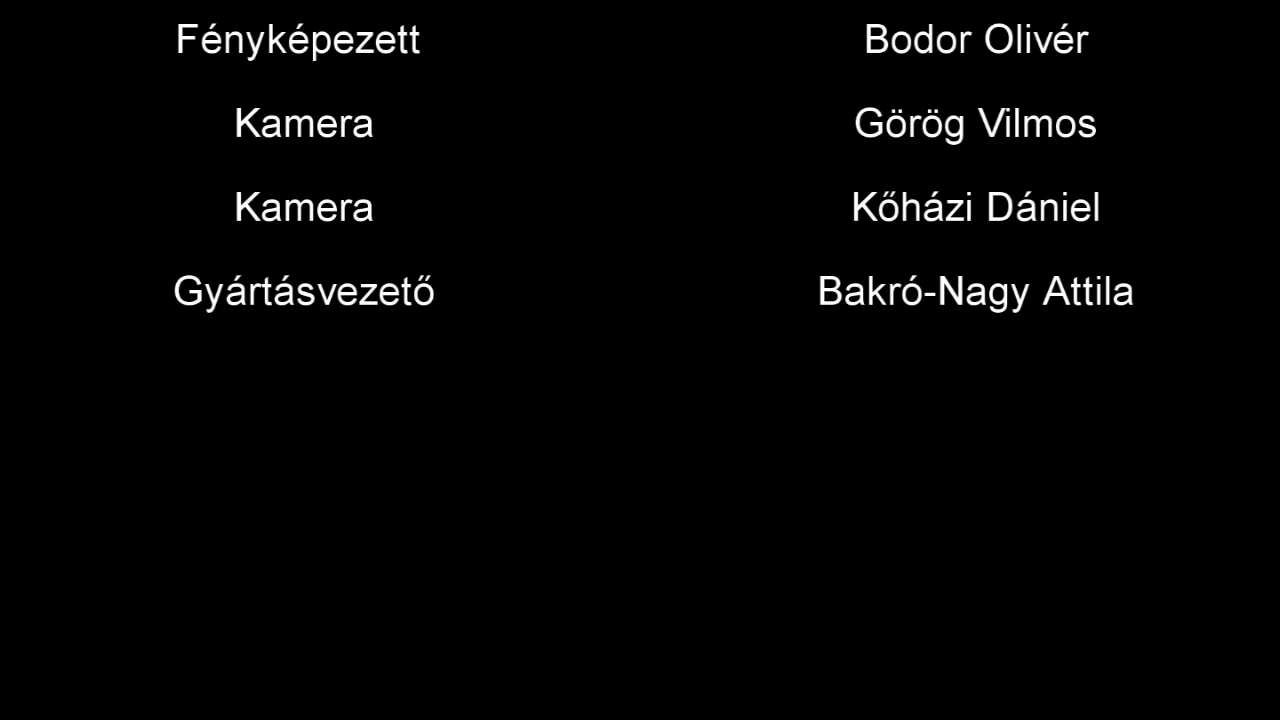 Fényképezett Bodor Olivér
Kamera Görög Vilmos
Kamera Kőházi Dániel
Gyártásvezető Bakró-Nagy Attila